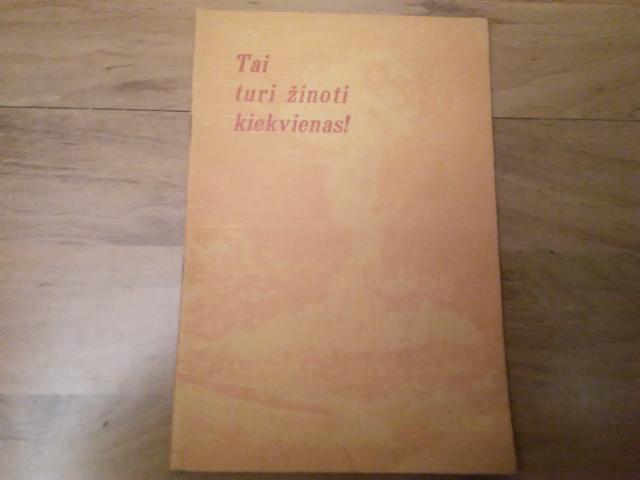 Tai
turi žinoti
kiekvienas!